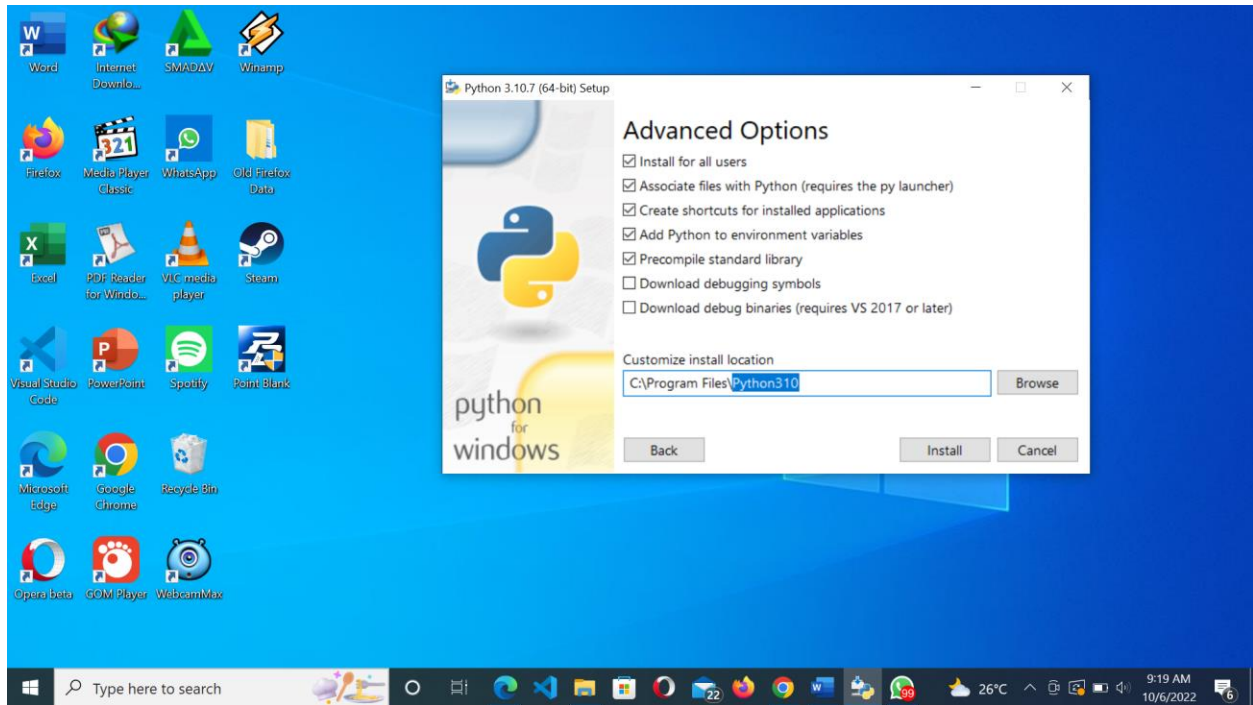 Word
Internet
Downlo...
SMADΔV
Winamp
Firefox
Media Player
Classic
WhatsApp
Old Firefox
Data
Excel
PDF Reader
for Windo...
VLC media
player
Steam
Visual Studio
Code
PowerPoint
Spotify
Point Blank
Microsoft
Edge
Google
Chrome
Recycle Bin
Opera beta
GOM Player
WebcamMax
Python 3.10.7 (64-bit) Setup
Advanced Options
Install for all users
Associate files with Python (requires the py launcher)
Create shortcuts for installed applications
Add Python to environment variables
Precompile standard library
Download debugging symbols
Download debug binaries (requires VS 2017 or later)
Customize install location
C:\Program Files\Python310
Browse
python
for
windows
Back
Install
Cancel
W
321
PDF
X
P
Type here to search
22
99
26°C
9:19 AM
10/6/2022
6